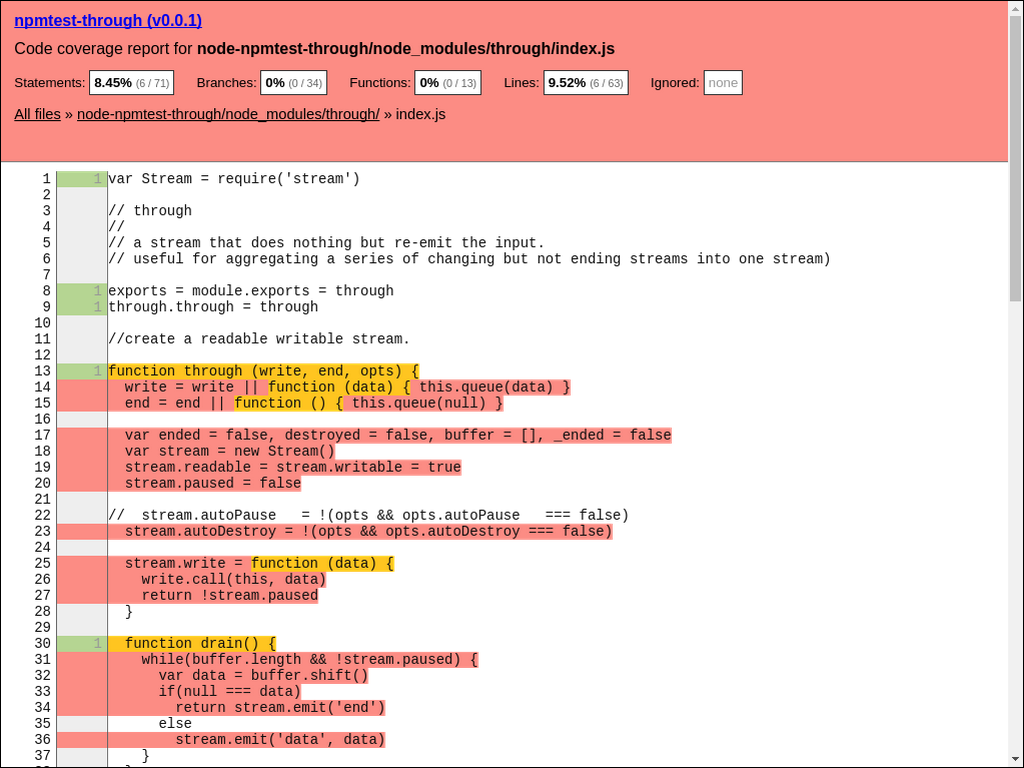 npmtest-through (v0.0.1)
Code coverage report for node-npmtest-through/node_modules/through/index.js
Statements: 8.45% (6 / 71) Branches: 0% (0 / 34) Functions: 0% (0 / 13) Lines: 9.52% (6 / 63) Ignored: none
All files » node-npmtest-through/node_modules/through/ » index.js
1 1 var Stream = require('stream')
2
3 // through
4 //
5 // a stream that does nothing but re-emit the input.
6 // useful for aggregating a series of changing but not ending streams into one stream)
7
8 1 exports = module.exports = through
9 1 through.through = through
10
11 //create a readable writable stream.
12
13 1 function through (write, end, opts) {
14 write = write || function (data) { this.queue(data) }
15 end = end || function () { this.queue(null) }
16
17 var ended = false, destroyed = false, buffer = [], _ended = false
18 var stream = new Stream()
19 stream.readable = stream.writable = true
20 stream.paused = false
21
22 //  stream.autoPause   = !(opts && opts.autoPause   === false)
23 stream.autoDestroy = !(opts && opts.autoDestroy === false)
24
25 stream.write = function (data) {
26 write.call(this, data)
27 return !stream.paused
28 }
29
30 1 function drain() {
31 while(buffer.length && !stream.paused) {
32 var data = buffer.shift()
33 if(null === data)
34 return stream.emit('end')
35 else
36 stream.emit('data', data)
37 }